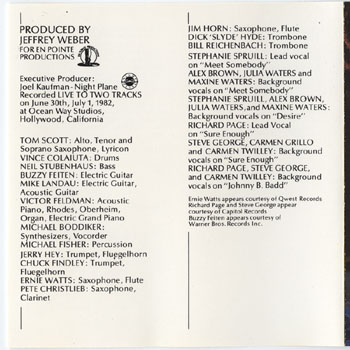 PRODUCED BY
JEFFREY WEBER
FOR EN POINTE
PRODUCTIONS
Executive Producer:
Joel Kaufman - Night Plane
Recorded LIVE TO TWO TRACKS
on June 30th, July 1, 1982,
at Ocean Way Studios,
Hollywood, California
TOM SCOTT: Alto, Tenor and
Soprano Saxophone, Lyricon
VINCE COLAIUTA: Drums
NEIL STUBENHAUS: Bass
BUZZY FEITEN: Electric Guitar
MIKE LANDAU: Electric Guitar,
Acoustic Guitar
VICTOR FELDMAN: Acoustic
Piano, Rhodes, Oberheim,
Organ, Electric Grand Piano
MICHAEL BODDIKER:
Synthesizers, Vocorder
MICHAEL FISHER: Percussion
JERRY HEY: Trumpet, Fluegelhorn
CHUCK FINDLEY: Trumpet,
Fluegelhorn
ERNIE WATTS: Saxophone, Flute
PETE CHRISTLIEB: Saxophone,
Clarinet
JIM HORN: Saxophone, Flute
DICK 'SLYDE' HYDE: Trombone
BILL REICHENBACH: Trombone
STEPHANIE SPRUILL: Lead vocal
on "Meet Somebody"
ALEX BROWN, JULIA WATERS and
MAXINE WATERS: Background
vocals on "Meet Somebody"
STEPHANIE SPRUILL, ALEX BROWN,
JULIA WATERS, and MAXINE WATERS:
Background vocals on "Desire"
RICHARD PAGE: Lead Vocal
on "Sure Enough"
STEVE GEORGE, CARMEN GRILLO
and CARMEN TWILLEY: Background
vocals on "Sure Enough"
RICHARD PAGE, STEVE GEORGE,
and CARMEN TWILLEY: Background
vocals on "Johnny B. Badd"
Ernie Watts appears courtesy of Qwest Records
Richard Page and Steve George appear
courtesy of Capitol Records
Buzzy Feiten appears courtesy of
Warner Bros. Records Inc.